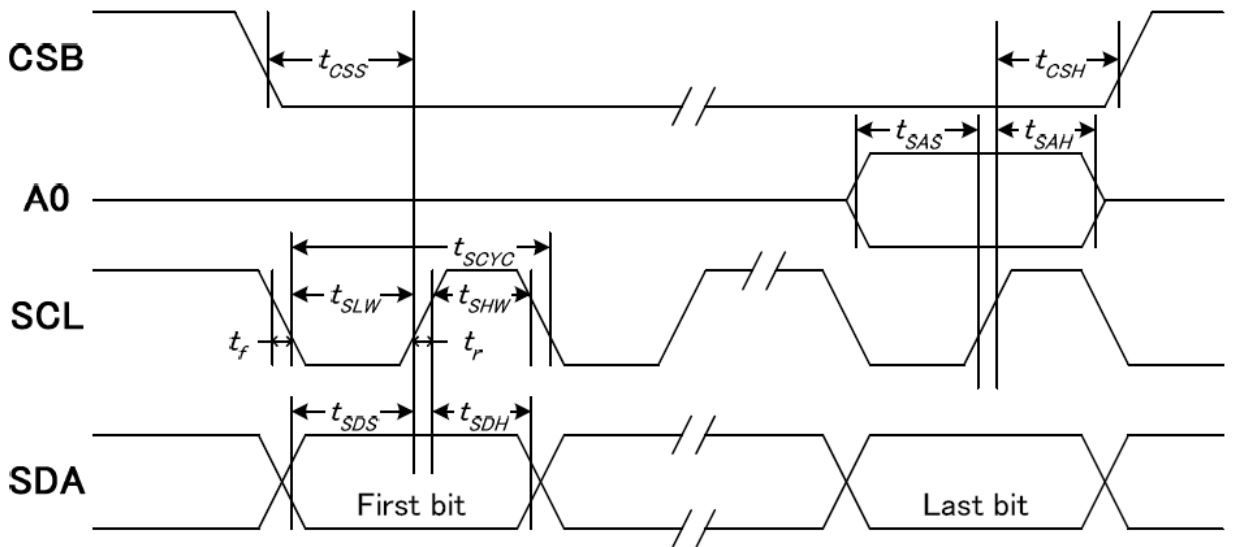 CSB
tCSS
tCSH
A0
tSAS
tSAH
SCL
tSCYC
tSLW
tSHW
tf
tr
SDA
tSDS
tSDH
First bit
Last bit